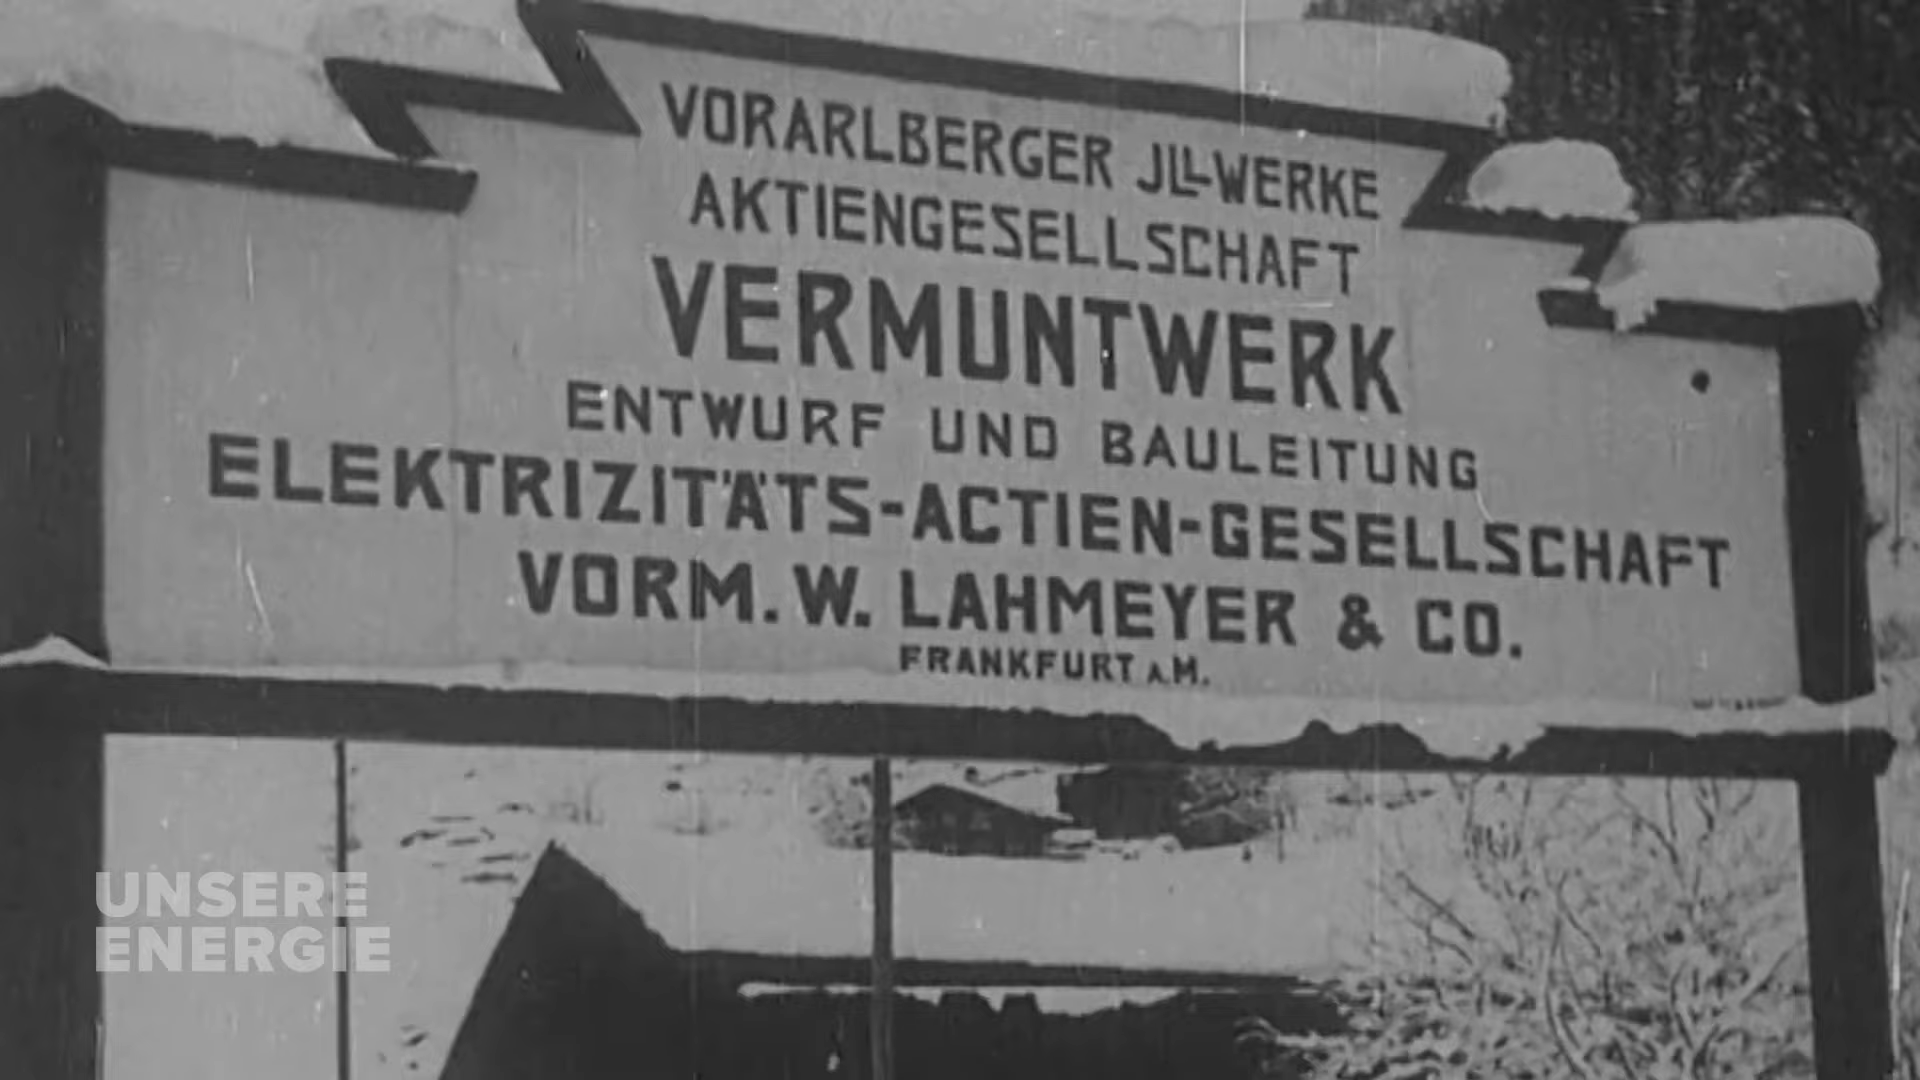 VORARLBERGER JLL-WERKE
AKTIENGESELLSCHAFT
VERMUNTWERK
ENTWURF UND BAULEITUNG
ELEKTRIZITÄTS-ACTIEN-GESELLSCHAFT
VORM. W. LAHMEYER & CO.
FRANKFURT A.M.
UNSERE
ENERGIE